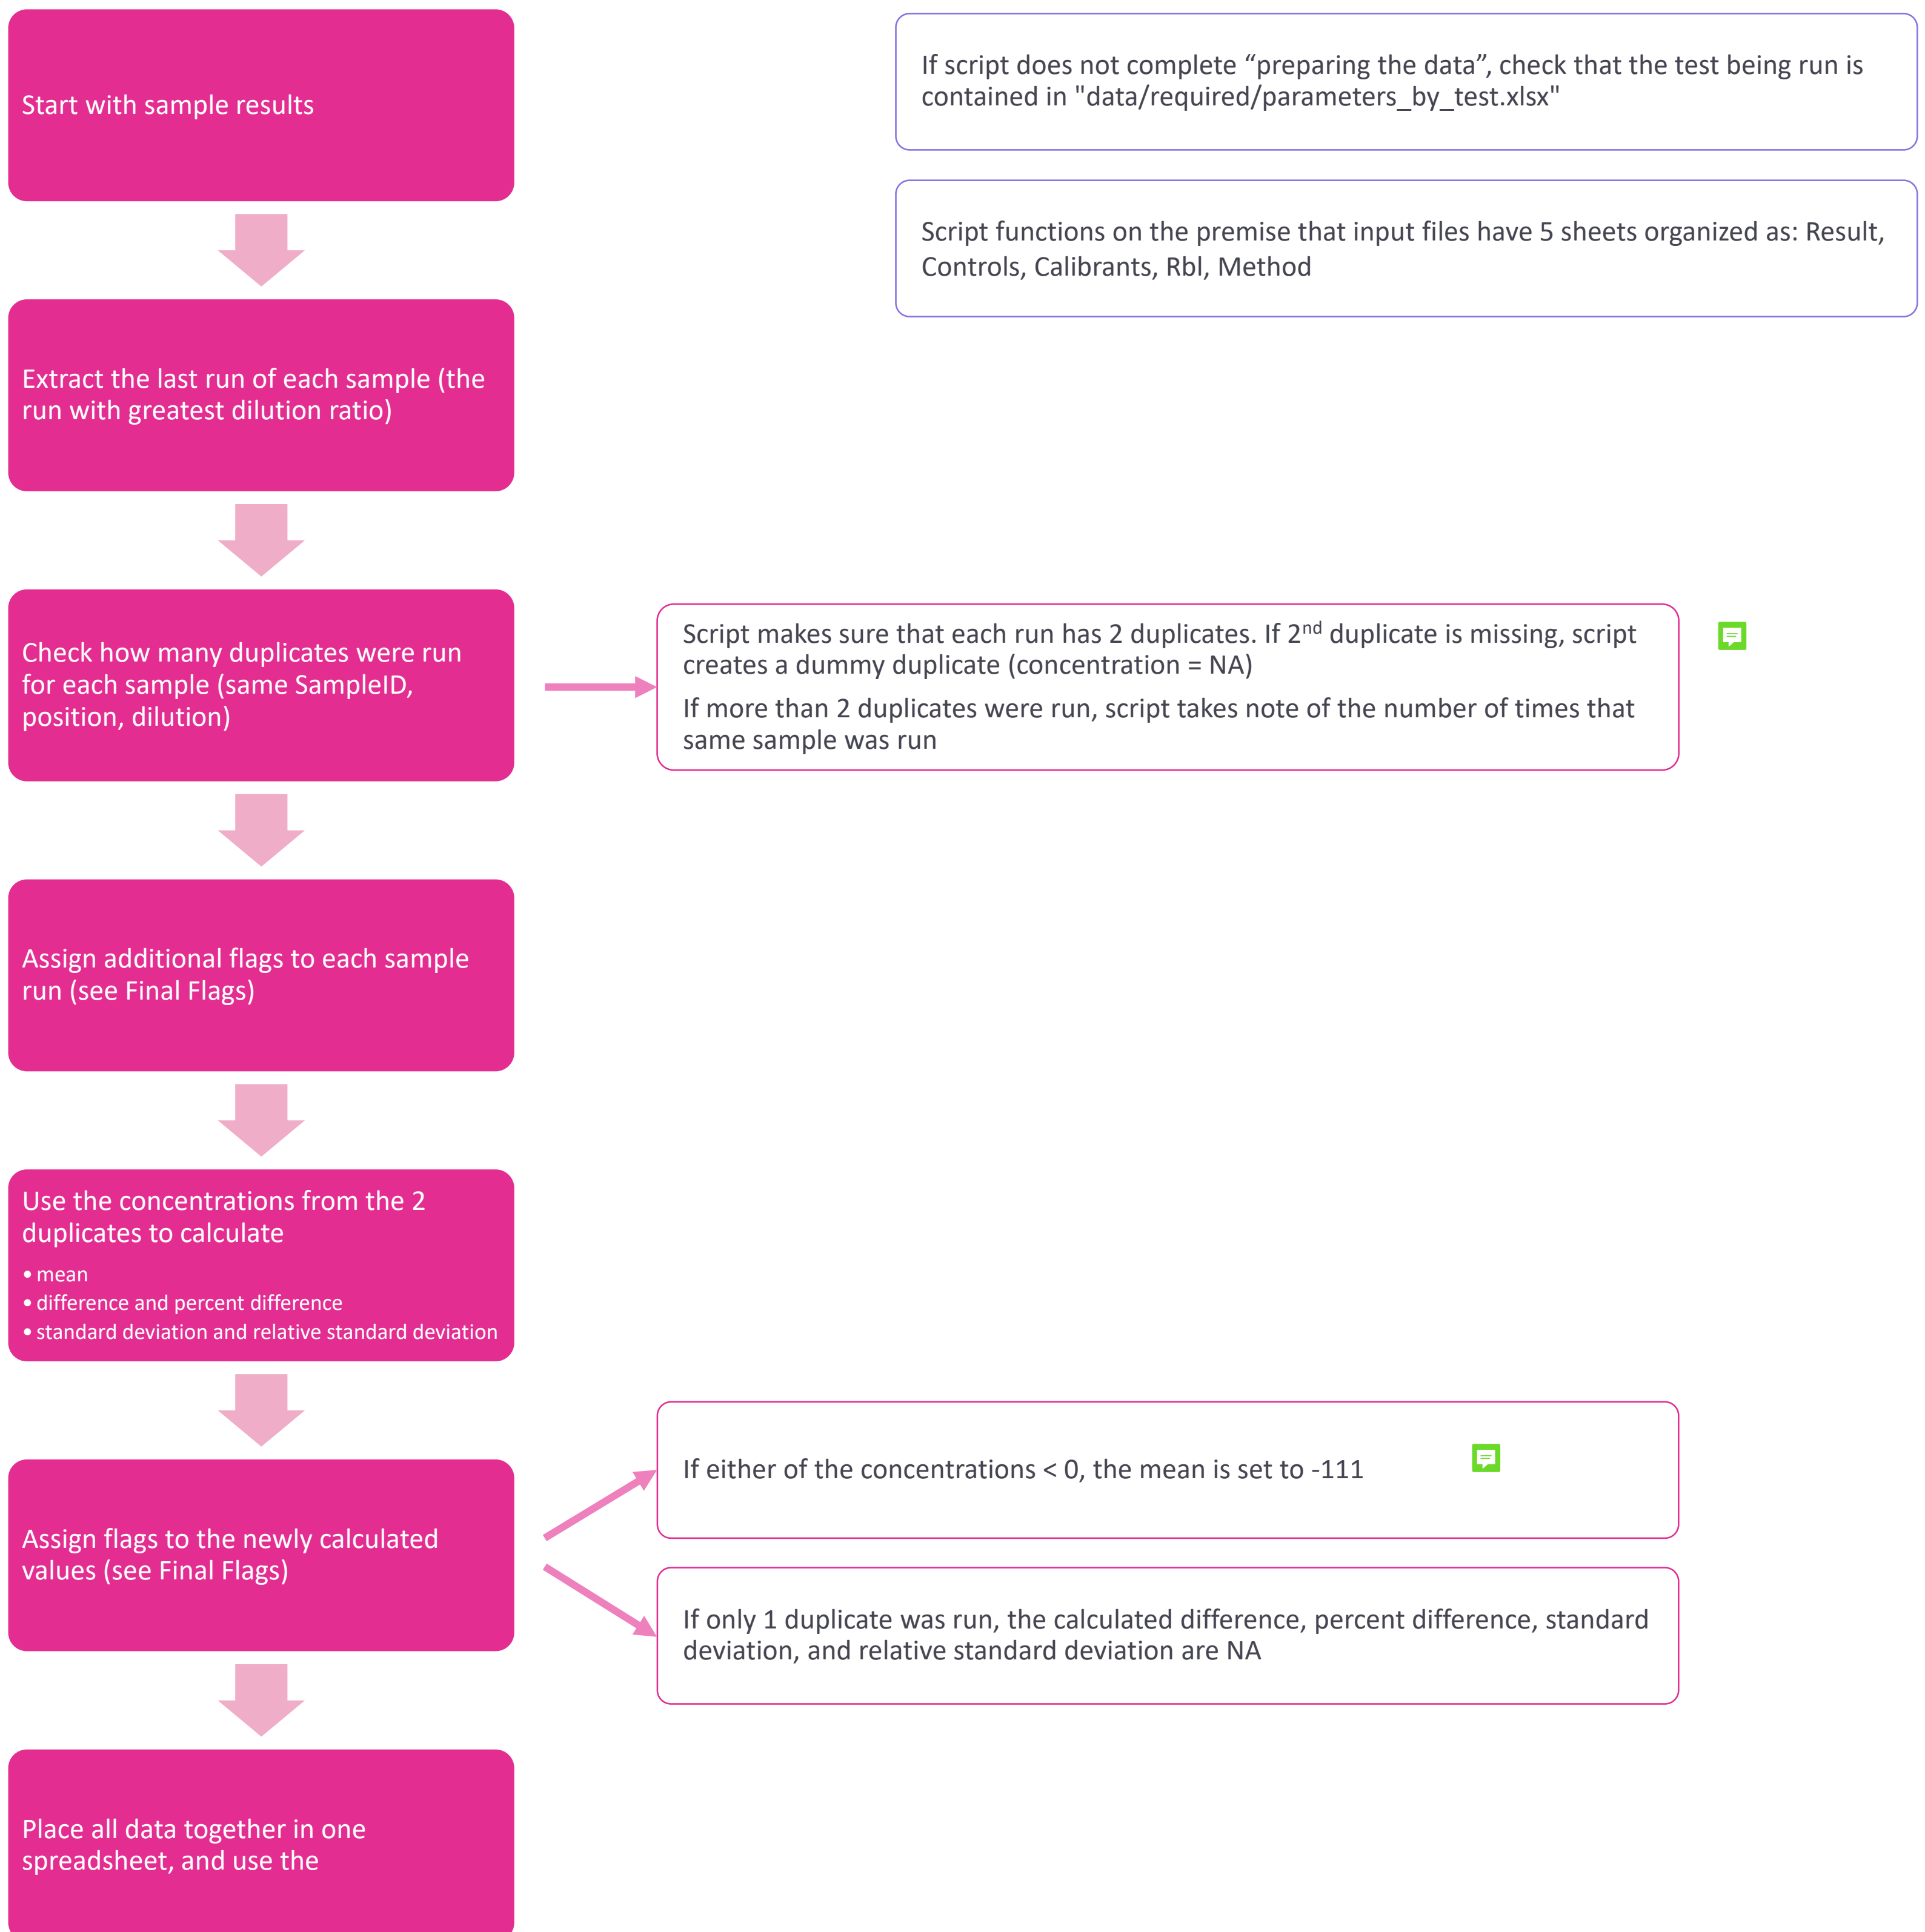 Start with sample results
If script does not complete “preparing the data”, check that the test being run is
contained in "data/required/parameters_by_test.xlsx"
Script functions on the premise that input files have 5 sheets organized as: Result,
Controls, Calibrants, Rbl, Method
Extract the last run of each sample (the
run with greatest dilution ratio)
Check how many duplicates were run
for each sample (same SampleID,
position, dilution)
Script makes sure that each run has 2 duplicates. If 2nd duplicate is missing, script
creates a dummy duplicate (concentration = NA)
If more than 2 duplicates were run, script takes note of the number of times that
same sample was run
Assign additional flags to each sample
run (see Final Flags)
Use the concentrations from the 2
duplicates to calculate
• mean
• difference and percent difference
• standard deviation and relative standard deviation
Assign flags to the newly calculated
values (see Final Flags)
If either of the concentrations < 0, the mean is set to -111
If only 1 duplicate was run, the calculated difference, percent difference, standard
deviation, and relative standard deviation are NA
Place all data together in one
spreadsheet, and use the